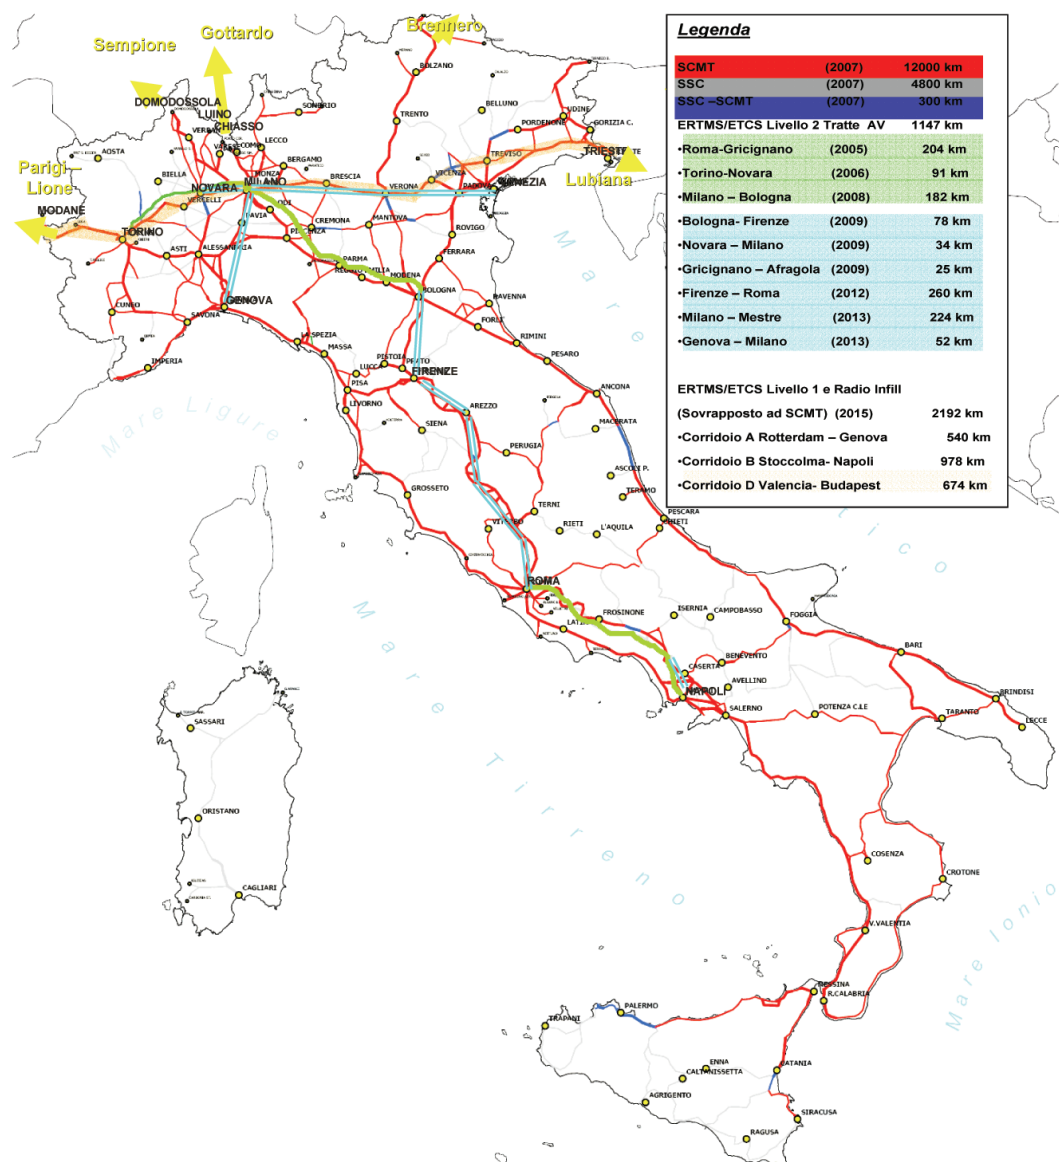 Legenda
SCMT (2007) 12000 km
SSC (2007) 4800 km
SSC –SCMT (2007) 300 km
ERTMS/ETCS Livello 2 Tratte AV 1147 km
•Roma-Gricignano (2005) 204 km
•Torino-Novara (2006) 91 km
•Milano – Bologna (2008) 182 km
•Bologna- Firenze (2009) 78 km
•Novara – Milano (2009) 34 km
•Gricignano – Afragola (2009) 25 km
•Firenze – Roma (2012) 260 km
•Milano – Mestre (2013) 224 km
•Genova – Milano (2013) 52 km
ERTMS/ETCS Livello 1 e Radio Infill
(Sovrapposto ad SCMT) (2015) 2192 km
•Corridoio A Rotterdam – Genova 540 km
•Corridoio B Stoccolma- Napoli 978 km
•Corridoio D Valencia- Budapest 674 km
Brennero
Gottardo
Sempione
Parigi –
Lione
Lubiana
BOLZANO
DOMODOSSOLA
LUINO
SONDRIO
CHIASSO
TRENTO
BELLUNO
UDINE
PORDENONE
GORIZIA C.
TRIESTE
LECCO
AOSTA
BERGAMO
TREVISO
BIELLA
NOVARA
MILANO
MONZA
BRESCIA
VERONA
VICENZA
PADOVA
VENEZIA
MODANE
VERCELLI
CREMONA
MANTOVA
ROVIGO
TORINO
ASTI
ALESSANDRIA
FERRARA
PARMA
MODENA
BOLOGNA
RAVENNA
GENOVA
CUNEO
SAVONA
FORLI'
RIMINI
LA SPEZIA
MASSA
IMPERIA
PISTOIA
PRATO
PESARO
LUCCA
FIRENZE
PISA
ANCONA
LIVORNO
AREZZO
MACERATA
SIENA
PERUGIA
ASCOLI P.
GROSSETO
TERAMO
TERNI
PESCARA
CHIETI
RIETI
L'AQUILA
ROMA
FROSINONE
ISERNIA
CAMPOBASSO
FOGGIA
BARI
BENEVENTO
CASERTA
AVELLINO
NAPOLI
SALERNO
POTENZA C.LE
TARANTO
BRINDISI
LECCE
SASSARI
ORISTANO
CAGLIARI
COSENZA
CROTONE
V.VALENTIA
MESSINA
R.CALABRIA
PALERMO
TRAPANI
ENNA
CALTANISSETTA
CATANIA
AGRIGENTO
SIRACUSA
RAGUSA
Mare Ligure
Mare Tirreno
Mare Ionio
Mare